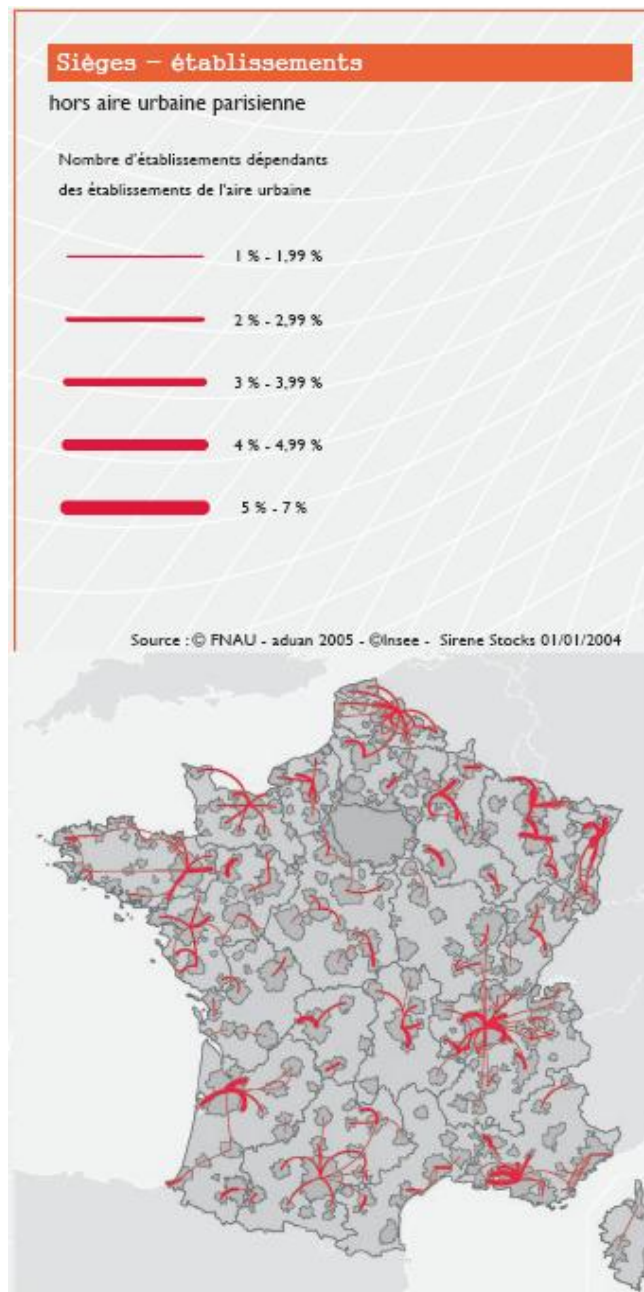 Sièges – établissements
hors aire urbaine parisienne
Nombre d'établissements dépendants
des établissements de l'aire urbaine
1 % - 1,99 %
2 % - 2,99 %
3 % - 3,99 %
4 % - 4,99 %
5 % - 7 %
Source : © FNAU - aduan 2005 - ©Insee - Sirene Stocks 01/01/2004